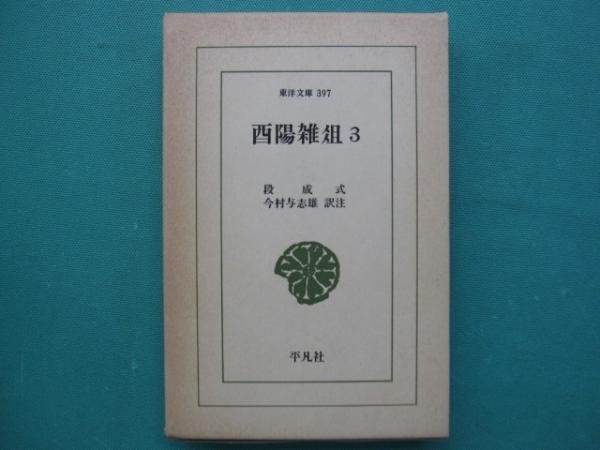 東洋文庫 397
酉陽雑俎 3
段成式
今村与志雄 訳注
平凡社